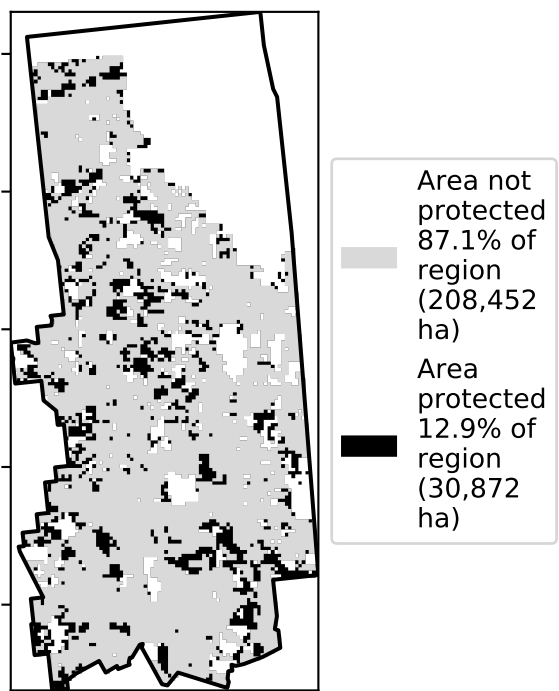 Area not
protected
87.1% of
region
(208,452
ha)
Area
protected
12.9% of
region
(30,872
ha)